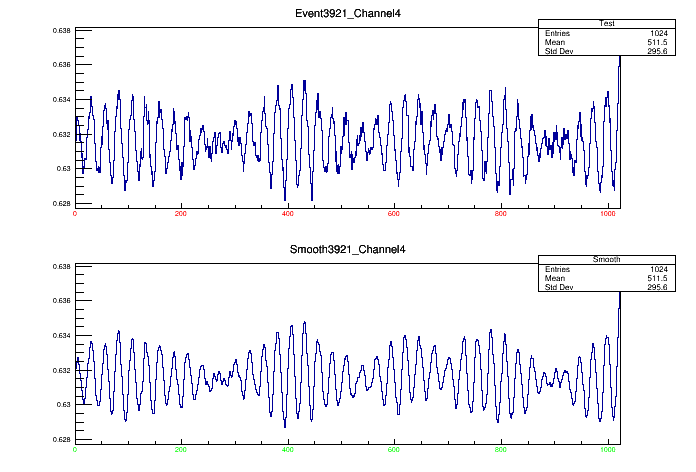 Event3921_Channel4
Test
Entries 1024
Mean 511.5
Std Dev 295.6
0.638
0.636
0.634
0.632
0.63
0.628
0 200 400 600 800 1000
Smooth3921_Channel4
Smooth
Entries 1024
Mean 511.5
Std Dev 295.6
0.638
0.636
0.634
0.632
0.63
0.628
0 200 400 600 800 1000